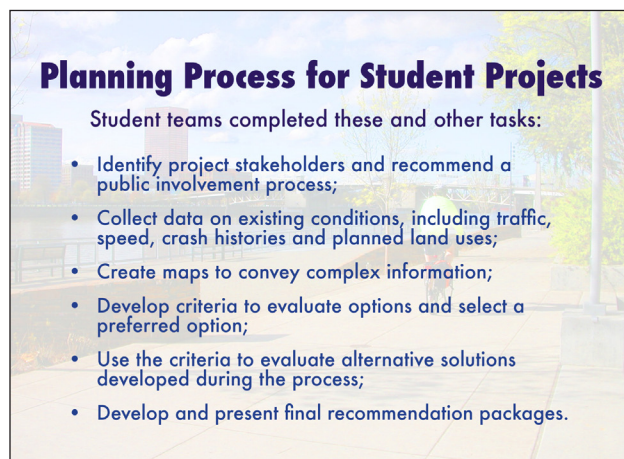 Planning Process for Student Projects
Student teams completed these and other tasks:
• Identify project stakeholders and recommend a
public involvement process;
• Collect data on existing conditions, including traffic,
speed, crash histories and planned land uses;
• Create maps to convey complex information;
• Develop criteria to evaluate options and select a
preferred option;
• Use the criteria to evaluate alternative solutions
developed during the process;
• Develop and present final recommendation packages.